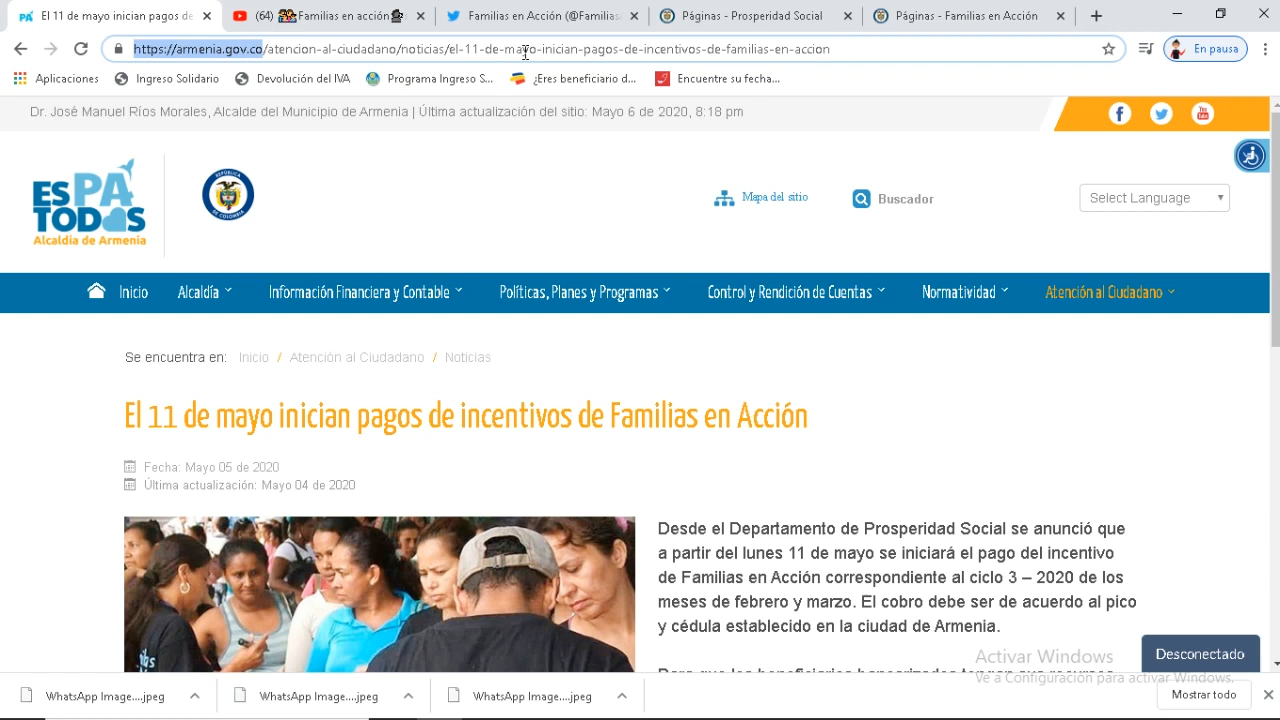 El 11 de mayo inician pagos de
(64) Familias en acción
Familias en Acción (@Familias
Páginas - Prosperidad Social
Páginas - Familias en Acción
https://armenia.gov.co/atencion-al-ciudadano/noticias/el-11-de-mayo-inician-pagos-de-incentivos-de-familias-en-accion
En pausa
Aplicaciones
Ingreso Solidario
Devolución del IVA
Programa Ingreso S...
¿Eres beneficiario d...
Encuentre su fecha...
Dr. José Manuel Ríos Morales, Alcalde del Municipio de Armenia | Última actualización del sitio: Mayo 6 de 2020, 8:18 pm
ES PA
TODOS
Alcaldía de Armenia
Mapa del sitio
Buscador
Select Language
Inicio
Alcaldía
Información Financiera y Contable
Políticas, Planes y Programas
Control y Rendición de Cuentas
Normatividad
Atención al Ciudadano
Se encuentra en: Inicio / Atención al Ciudadano / Noticias
El 11 de mayo inician pagos de incentivos de Familias en Acción
Fecha: Mayo 05 de 2020
Última actualización: Mayo 04 de 2020
Desde el Departamento de Prosperidad Social se anunció que
a partir del lunes 11 de mayo se iniciará el pago del incentivo
de Familias en Acción correspondiente al ciclo 3 – 2020 de los
meses de febrero y marzo. El cobro debe ser de acuerdo al pico
y cédula establecido en la ciudad de Armenia.
Para que los beneficiarios bancarizados tengan sus recursos
Activar Windows
Ve a Configuración para activar Windows.
Desconectado
WhatsApp Image....jpeg
WhatsApp Image....jpeg
WhatsApp Image....jpeg
Mostrar todo